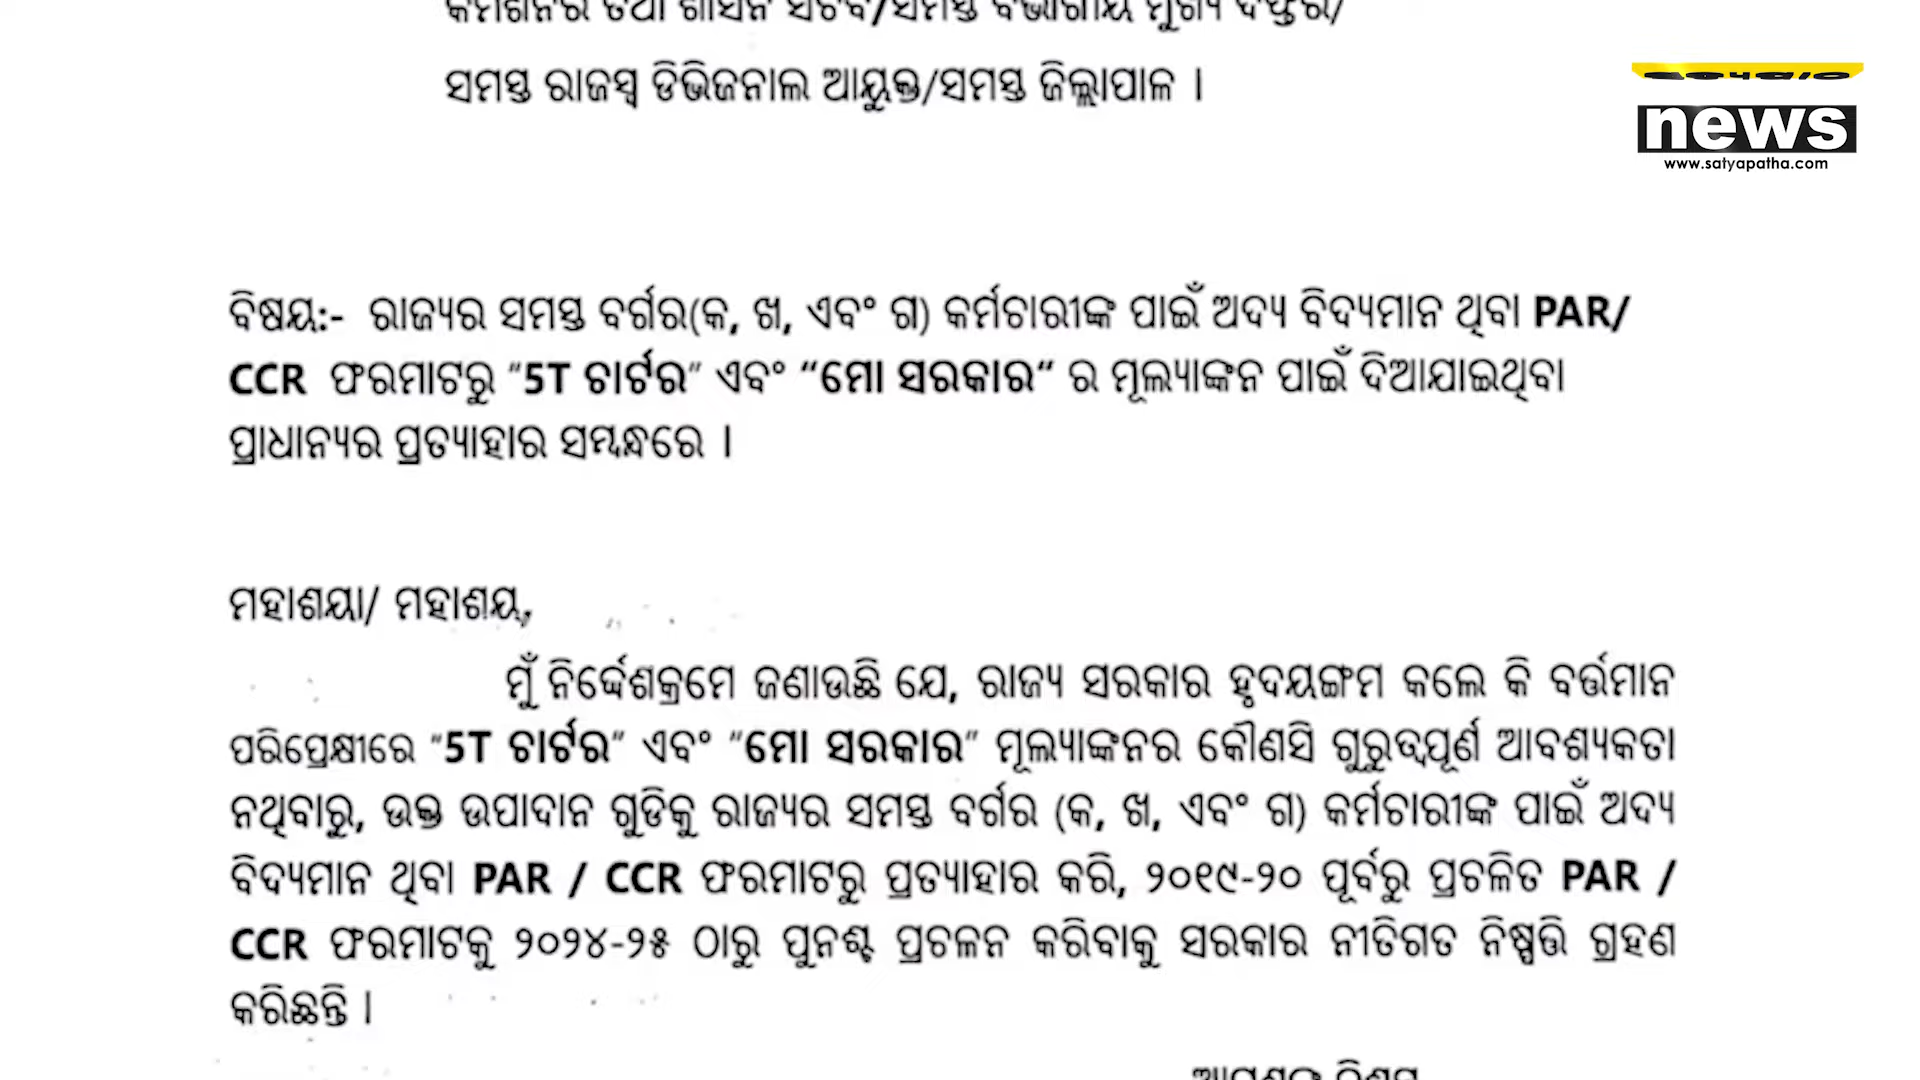 ସମସ୍ତ ରାଜସ୍ୱ ଡିଭିଜନାଲ ଆୟୁକ୍ତ/ସମସ୍ତ ଜିଲ୍ଲାପାଳ ।
news
www.satyapatha.com
ବିଷୟ:- ରାଜ୍ୟର ସମସ୍ତ ବର୍ଗର(କ, ଖ, ଏବଂ ଗ) କର୍ମଚାରୀଙ୍କ ପାଇଁ ଅଦ୍ୟ ବିଦ୍ୟମାନ ଥିବା PAR/
CCR ଫରମାଟରୁ “5T ଚାର୍ଟର” ଏବଂ “ମୋ ସରକାର“ ର ମୂଲ୍ୟାଙ୍କନ ପାଇଁ ଦିଆଯାଇଥିବା
ପ୍ରାଧାନ୍ୟର ପ୍ରତ୍ୟାହାର ସମ୍ବନ୍ଧରେ ।
ମହାଶୟା/ ମହାଶୟ,
ମୁଁ ନିର୍ଦ୍ଦେଶକ୍ରମେ ଜଣାଉଛି ଯେ, ରାଜ୍ୟ ସରକାର ହୃଦୟଙ୍ଗମ କଲେ କି ବର୍ତ୍ତମାନ
ପରିପ୍ରେକ୍ଷୀରେ “5T ଚାର୍ଟର” ଏବଂ “ମୋ ସରକାର” ମୂଲ୍ୟାଙ୍କନର କୌଣସି ଗୁରୁତ୍ୱପୂର୍ଣ ଆବଶ୍ୟକତା
ନଥିବାରୁ, ଉକ୍ତ ଉପାଦାନ ଗୁଡିକୁ ରାଜ୍ୟର ସମସ୍ତ ବର୍ଗର (କ, ଖ, ଏବଂ ଗ) କର୍ମଚାରୀଙ୍କ ପାଇଁ ଅଦ୍ୟ
ବିଦ୍ୟମାନ ଥିବା PAR / CCR ଫରମାଟରୁ ପ୍ରତ୍ୟାହାର କରି, ୨୦୧୯-୨୦ ପୂର୍ବରୁ ପ୍ରଚଳିତ PAR /
CCR ଫରମାଟକୁ ୨୦୨୪-୨୫ ଠାରୁ ପୁନଶ୍ଚ ପ୍ରଚଳନ କରିବାକୁ ସରକାର ନୀତିଗତ ନିଷ୍ପତ୍ତି ଗ୍ରହଣ
କରିଛନ୍ତି ।